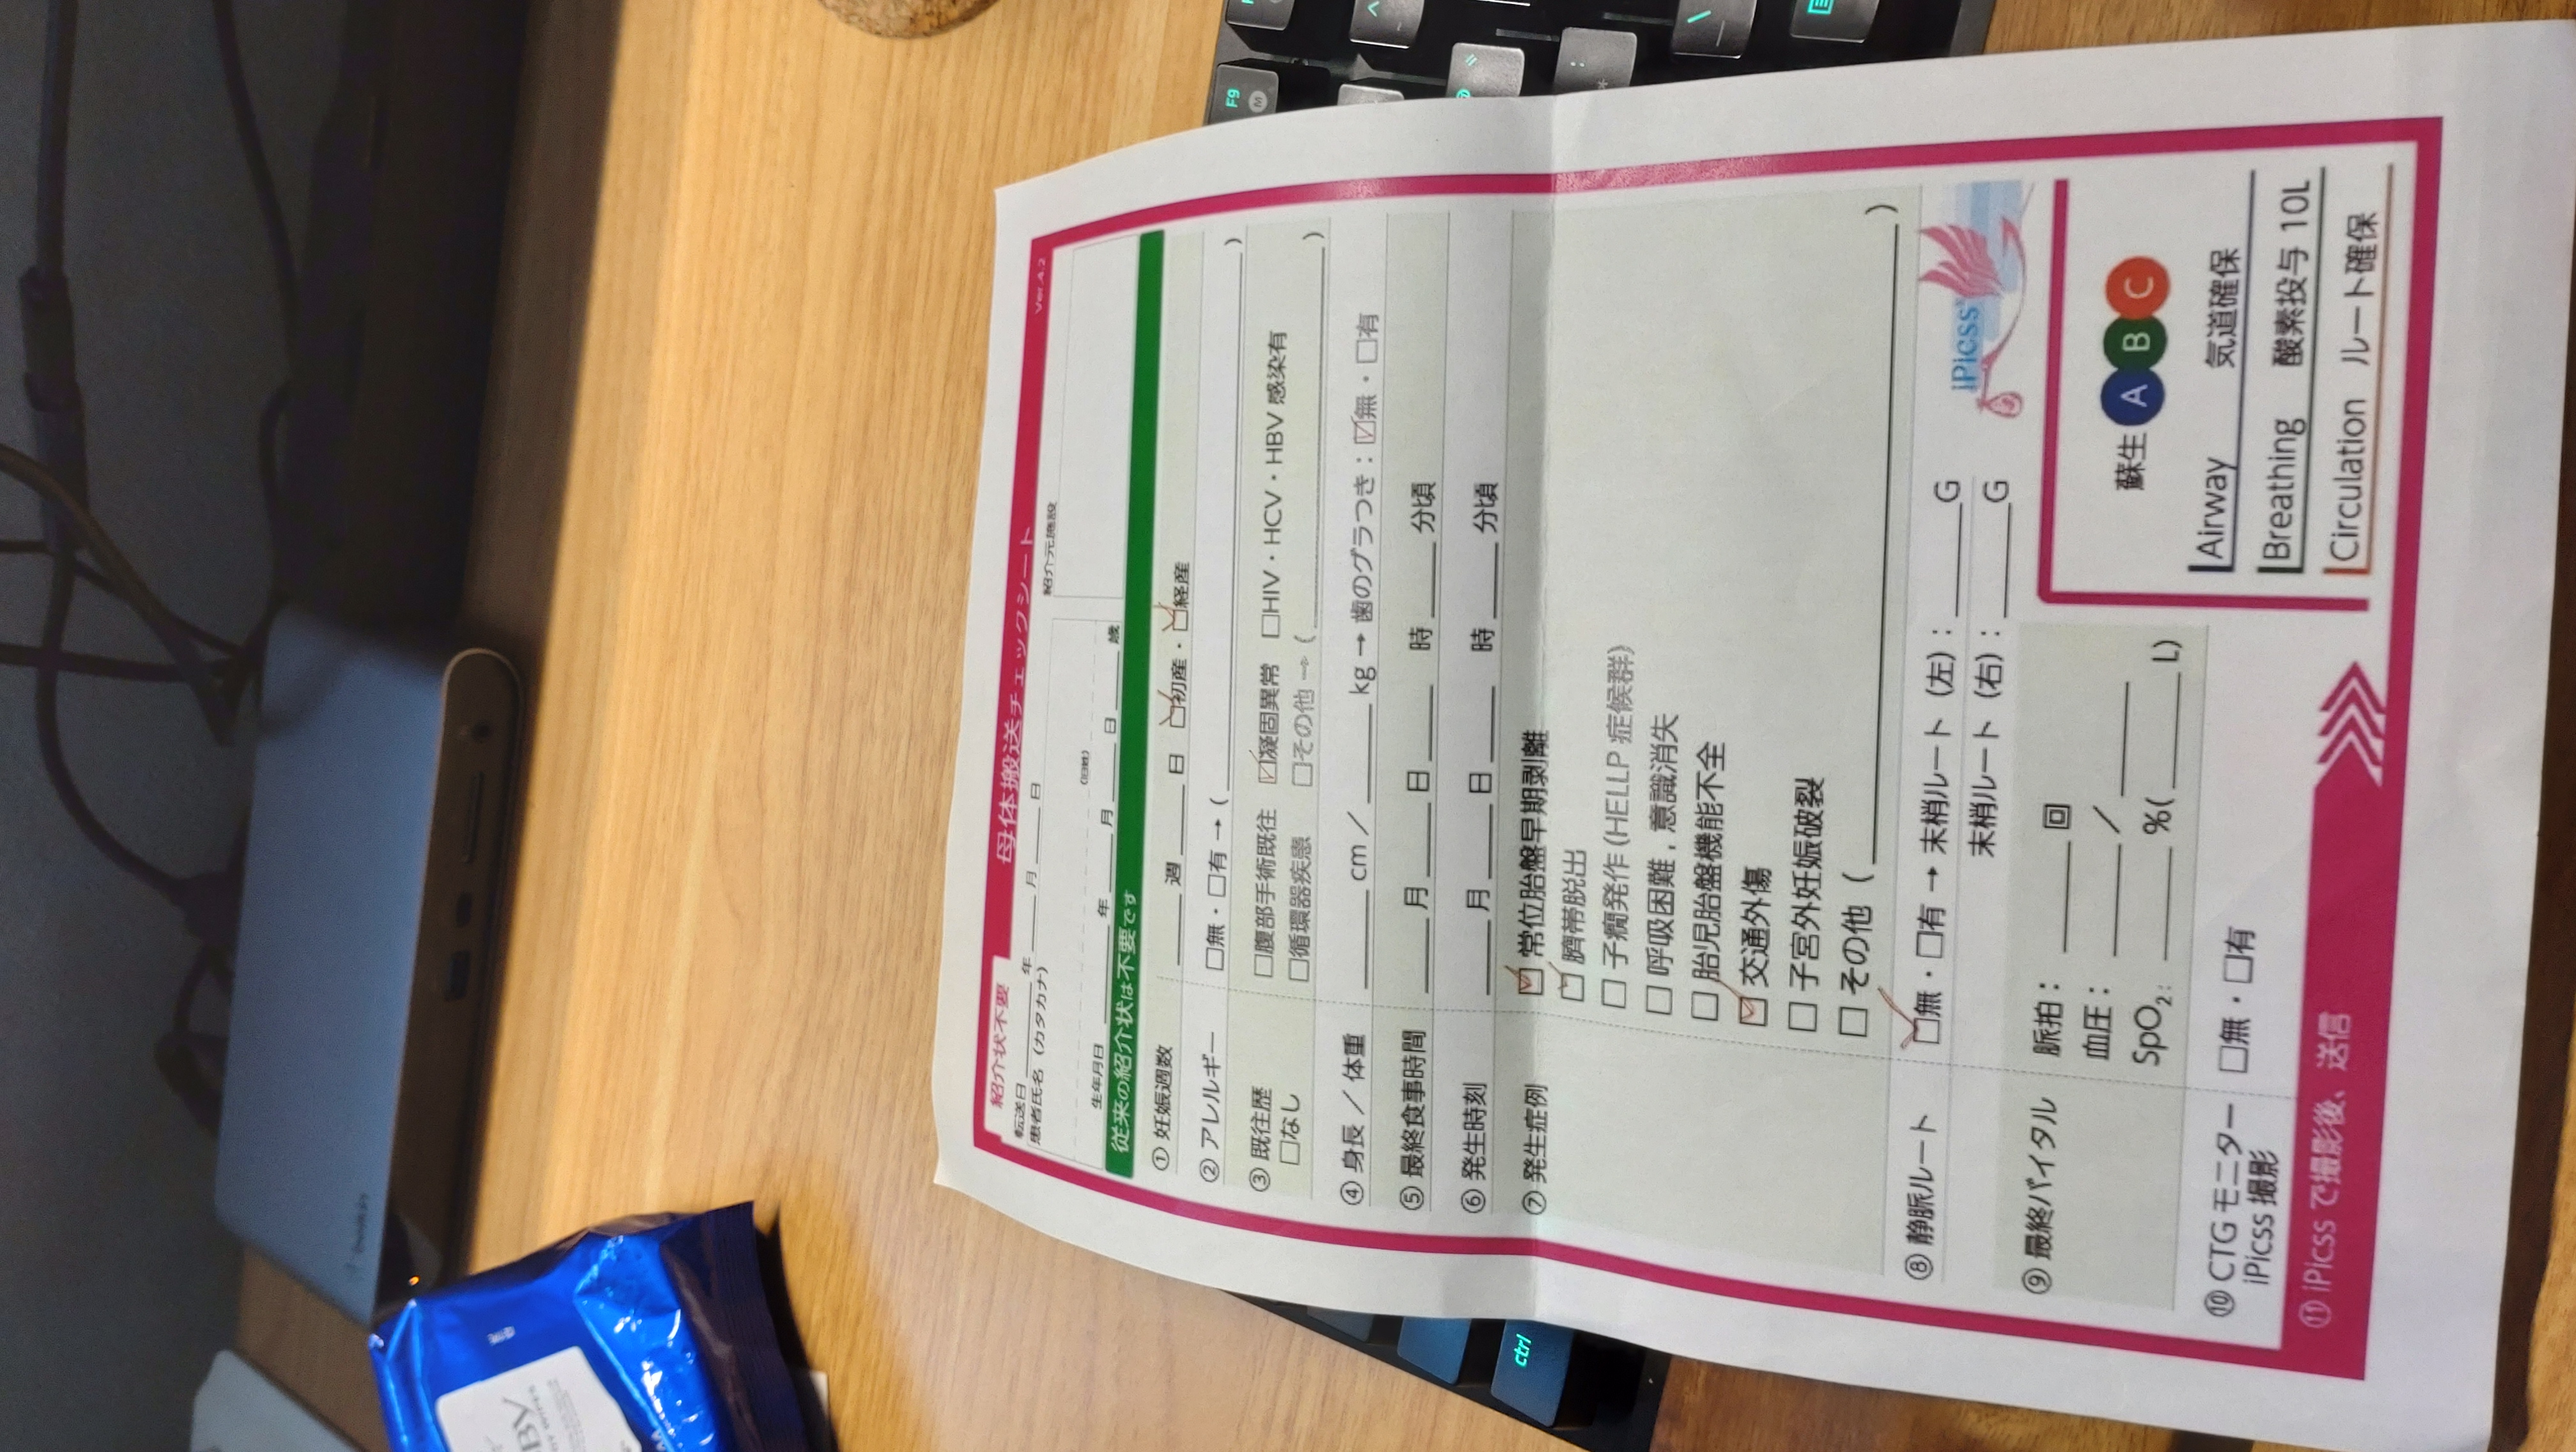 belkin
BY
WIPES
紹介状不要
母体搬送チェックシート
Ver.4.2
転送日 ____ 年 ____ 月 ____ 日
患者氏名（カタカナ）
紹介元施設
（旧姓）
生年月日 ____ 年 ____ 月 ____ 日 ____ 歳
従来の紹介状は不要です
① 妊娠週数 ____ 週 ____ 日 ☑初産・☑経産
② アレルギー □無・□有 → ( ____ )
③ 既往歴 □腹部手術既往 ☑凝固異常 □HIV・HCV・HBV 感染有
□なし □循環器疾患 □その他 → ( ____ )
④ 身長 ／ 体重 ____ cm ／ ____ kg → 歯のグラつき：☑無・□有
⑤ 最終食事時間 ____ 月 ____ 日 ____ 時 ____ 分頃
⑥ 発生時刻 ____ 月 ____ 日 ____ 時 ____ 分頃
⑦ 発生症例 ☑ 常位胎盤早期剥離
☑ 臍帯脱出
□ 子癇発作 (HELLP 症候群)
□ 呼吸困難 , 意識消失
□ 胎児胎盤機能不全
☑ 交通外傷
□ 子宮外妊娠破裂
□ その他 ( ____ )
⑧ 静脈ルート ☑無・□有 → 末梢ルート（左）：____G
末梢ルート（右）：____G
iPicss
⑨ 最終バイタル 脈拍： ____ 回
血圧： ____ ／ ____
SpO₂: ____ %( ____ L)
⑩ CTG モニター □無・□有
iPicss 撮影
⑪ iPicss で撮影後、送信
蘇生 A B C
Airway 気道確保
Breathing 酸素投与 10L
Circulation ルート確保
ctrl
F9
M